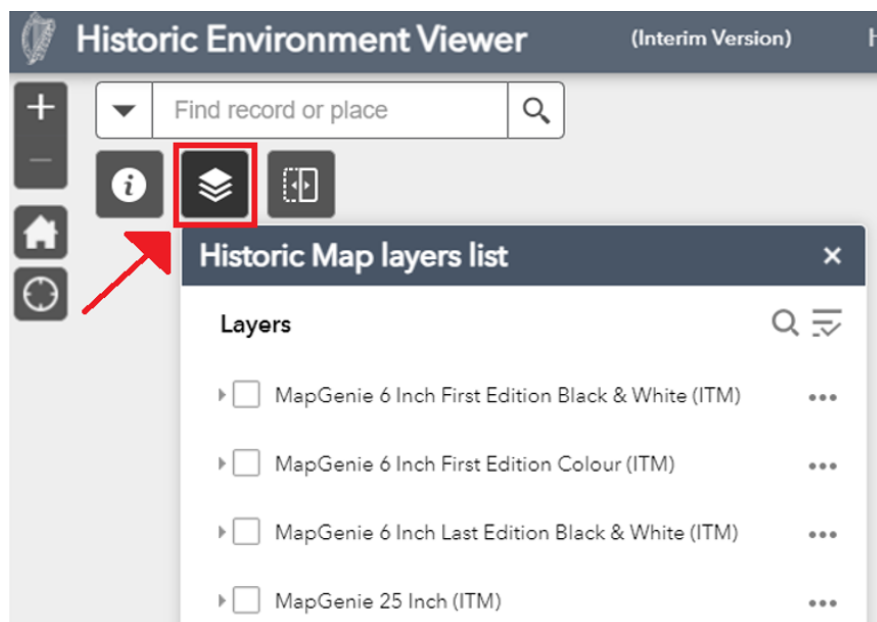 Historic Environment Viewer (Interim Version) H
Find record or place
Historic Map layers list
Layers
MapGenie 6 Inch First Edition Black & White (ITM)
MapGenie 6 Inch First Edition Colour (ITM)
MapGenie 6 Inch Last Edition Black & White (ITM)
MapGenie 25 Inch (ITM)